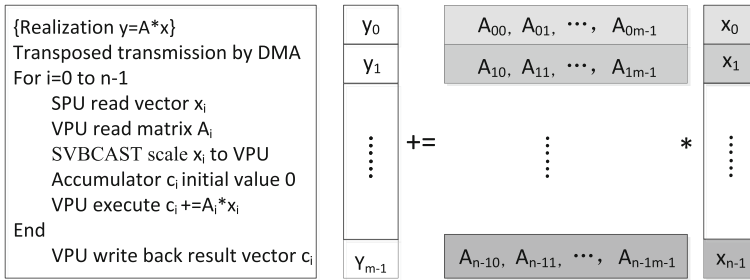 {Realization y=A*x}
Transposed transmission by DMA
For i=0 to n-1
SPU read vector xi
VPU read matrix Ai
SVBCAST scale xi to VPU
Accumulator ci initial value 0
VPU execute ci +=Ai*xi
End
VPU write back result vector ci
y0
y1
⋮
Ym-1
+=
A00, A01, ⋯, A0m-1
A10, A11, ⋯, A1m-1
⋮
An-10, An-11, ⋯, An-1m-1
*
x0
x1
⋮
xn-1